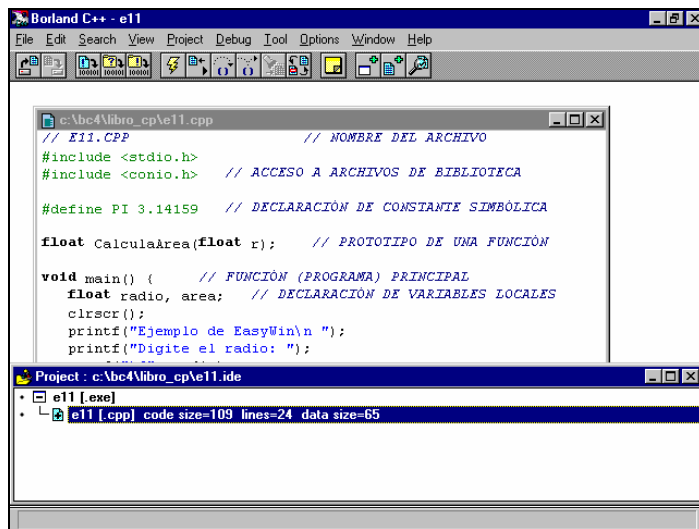 Borland C++ - e11
File Edit Search View Project Debug Tool Options Window Help
c:\bc4\libro_cp\e11.cpp
// E11.CPP // NOMBRE DEL ARCHIVO
#include <stdio.h>
#include <conio.h> // ACCESO A ARCHIVOS DE BIBLIOTECA
#define PI 3.14159 // DECLARACIÓN DE CONSTANTE SIMBÓLICA
float CalculaArea(float r); // PROTOTIPO DE UNA FUNCIÓN
void main() { // FUNCIÓN (PROGRAMA) PRINCIPAL
float radio, area; // DECLARACIÓN DE VARIABLES LOCALES
clrscr();
printf("Ejemplo de EasyWin\n ");
printf("Digite el radio: ");
Project : c:\bc4\libro_cp\e11.ide
e11 [.exe]
e11 [.cpp] code size=109 lines=24 data size=65